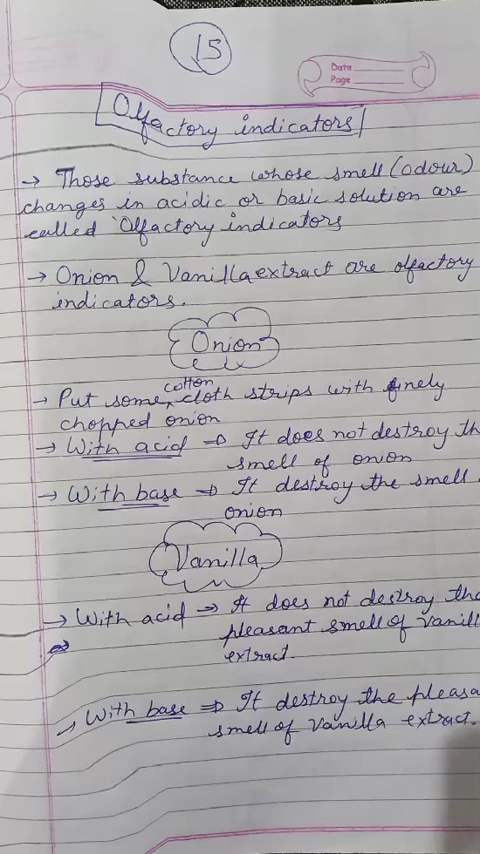 15
Date
Page
Olfactory indicators
→ Those substance whose smell (odour)
changes in acidic or basic solution are
called Olfactory indicators
→ Onion & Vanilla extract are olfactory
indicators.
Onion
cotton
→ Put some cloth strips with finely
chopped onion
→ With acid ⇒ It does not destroy th
smell of onion
→ With base ⇒ It destroy the smell
onion
Vanilla
→ With acid → It does not destroy the
pleasant smell of Vanill
extract.
→ With base ⇒ It destroy the pleasa
smell of Vanilla extract.